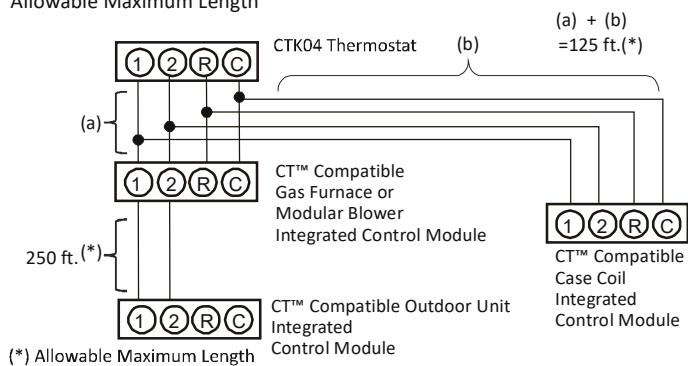 Allowable Maximum Length
(a) + (b)
=125 ft.(*)
CTK04 Thermostat
(b)
1 2 R C
(a)
1 2 R C
CT™ Compatible
Gas Furnace or
Modular Blower
Integrated Control Module
1 2 R C
CT™ Compatible
Case Coil
Integrated
Control Module
250 ft.(*)
1 2 R C
CT™ Compatible Outdoor Unit
Integrated
Control Module
(*) Allowable Maximum Length